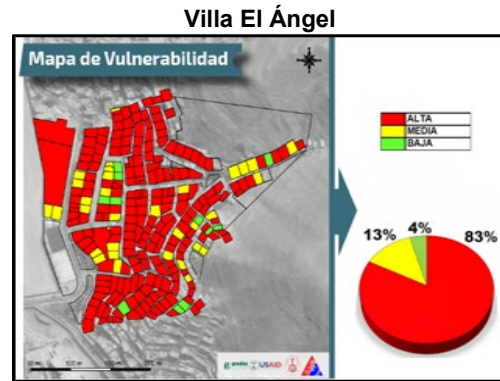 Villa El Ángel
Mapa de Vulnerabilidad
ALTA
MEDIA
BAJA
13%
4%
83%
USAID